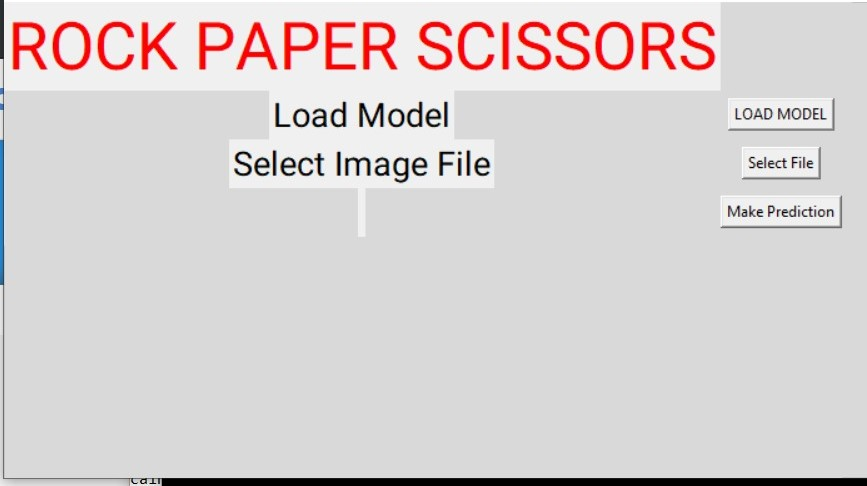 ROCK PAPER SCISSORS
Load Model
LOAD MODEL
Select Image File
Select File
Make Prediction